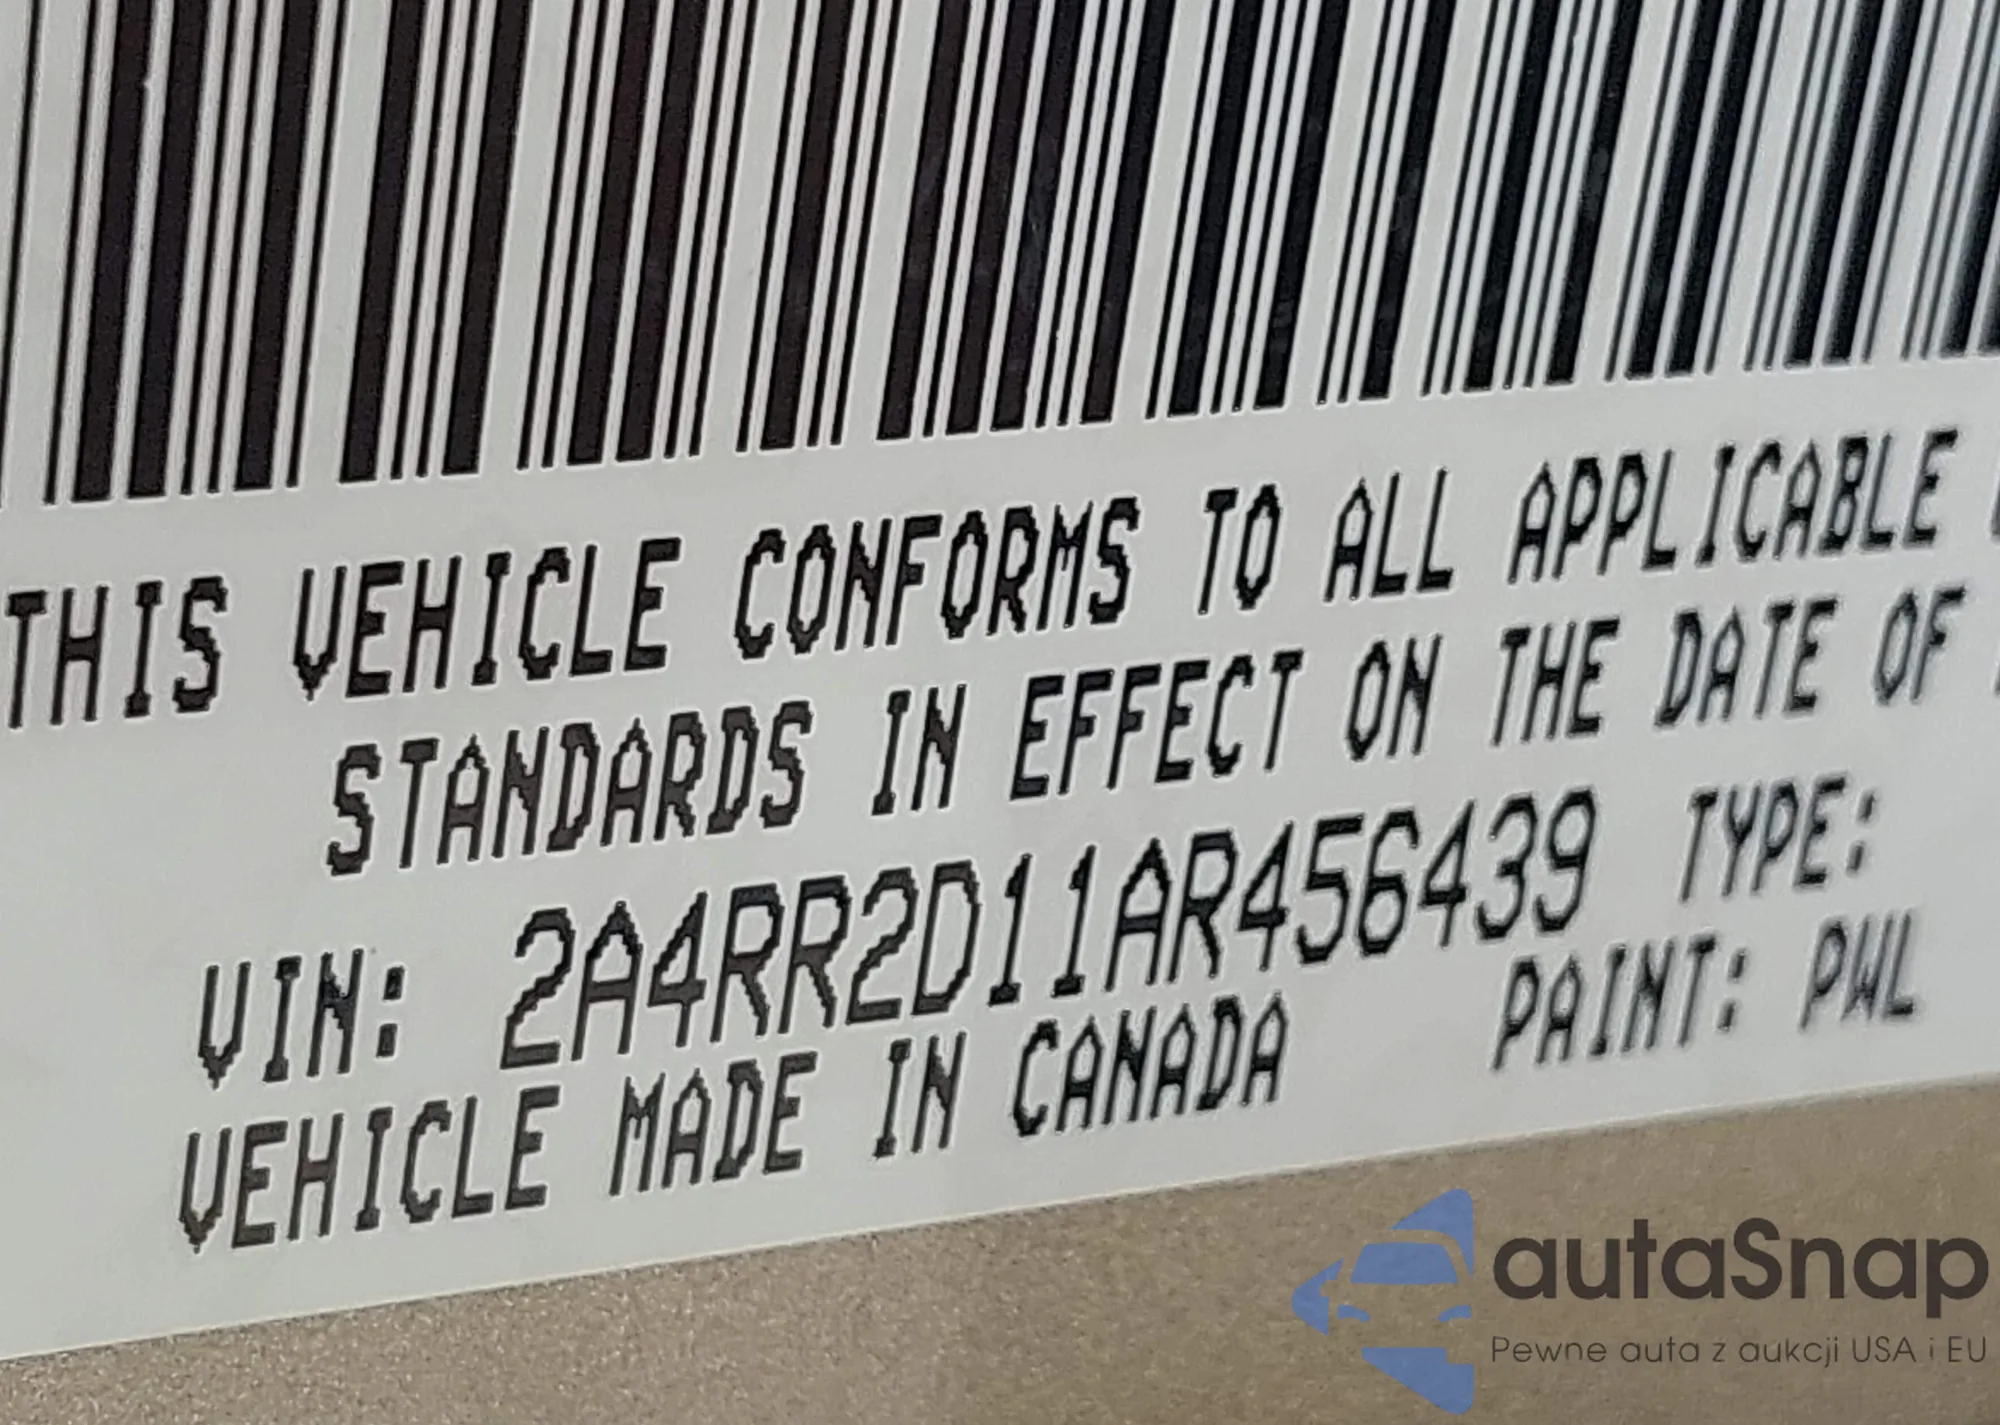 THIS VEHICLE CONFORMS TO ALL APPLICABLE
STANDARDS IN EFFECT ON THE DATE OF
VIN: 2A4RR2D11AR456439 TYPE:
VEHICLE MADE IN CANADA PAINT: PWL
autaSnap
Pewne auta z aukcji USA i EU